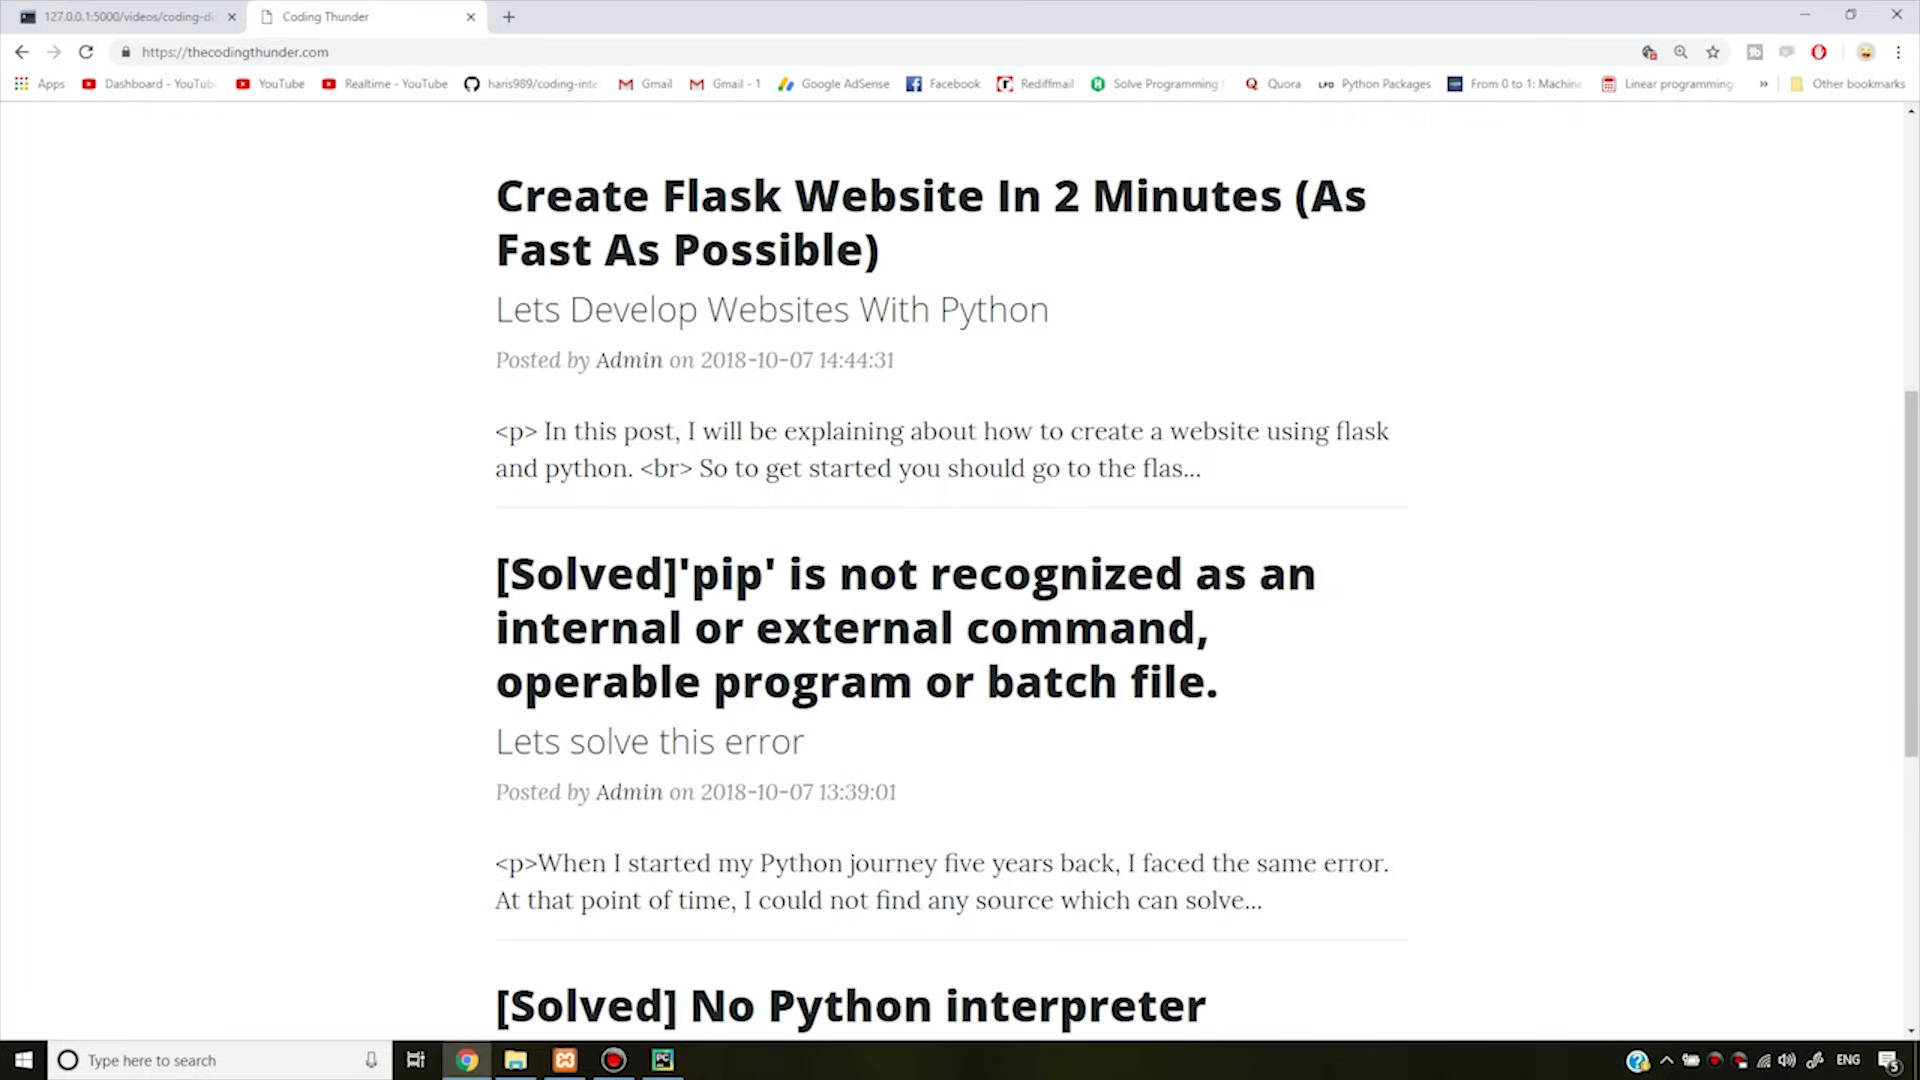 127.0.0.1:5000/videos/coding-di
Coding Thunder
https://thecodingthunder.com
Apps
Dashboard - YouTub
YouTube
Realtime - YouTube
haris989/coding-inte
Gmail
Gmail - 1
Google AdSense
Facebook
Rediffmail
Solve Programming
Quora
LFD Python Packages
From 0 to 1: Machine
Linear programming
»
Other bookmarks
Create Flask Website In 2 Minutes (As
Fast As Possible)
Lets Develop Websites With Python
Posted by Admin on 2018-10-07 14:44:31
<p> In this post, I will be explaining about how to create a website using flask
and python. <br> So to get started you should go to the flas...
[Solved]'pip' is not recognized as an
internal or external command,
operable program or batch file.
Lets solve this error
Posted by Admin on 2018-10-07 13:39:01
<p>When I started my Python journey five years back, I faced the same error.
At that point of time, I could not find any source which can solve...
[Solved] No Python interpreter
Type here to search
PC
ENG
5